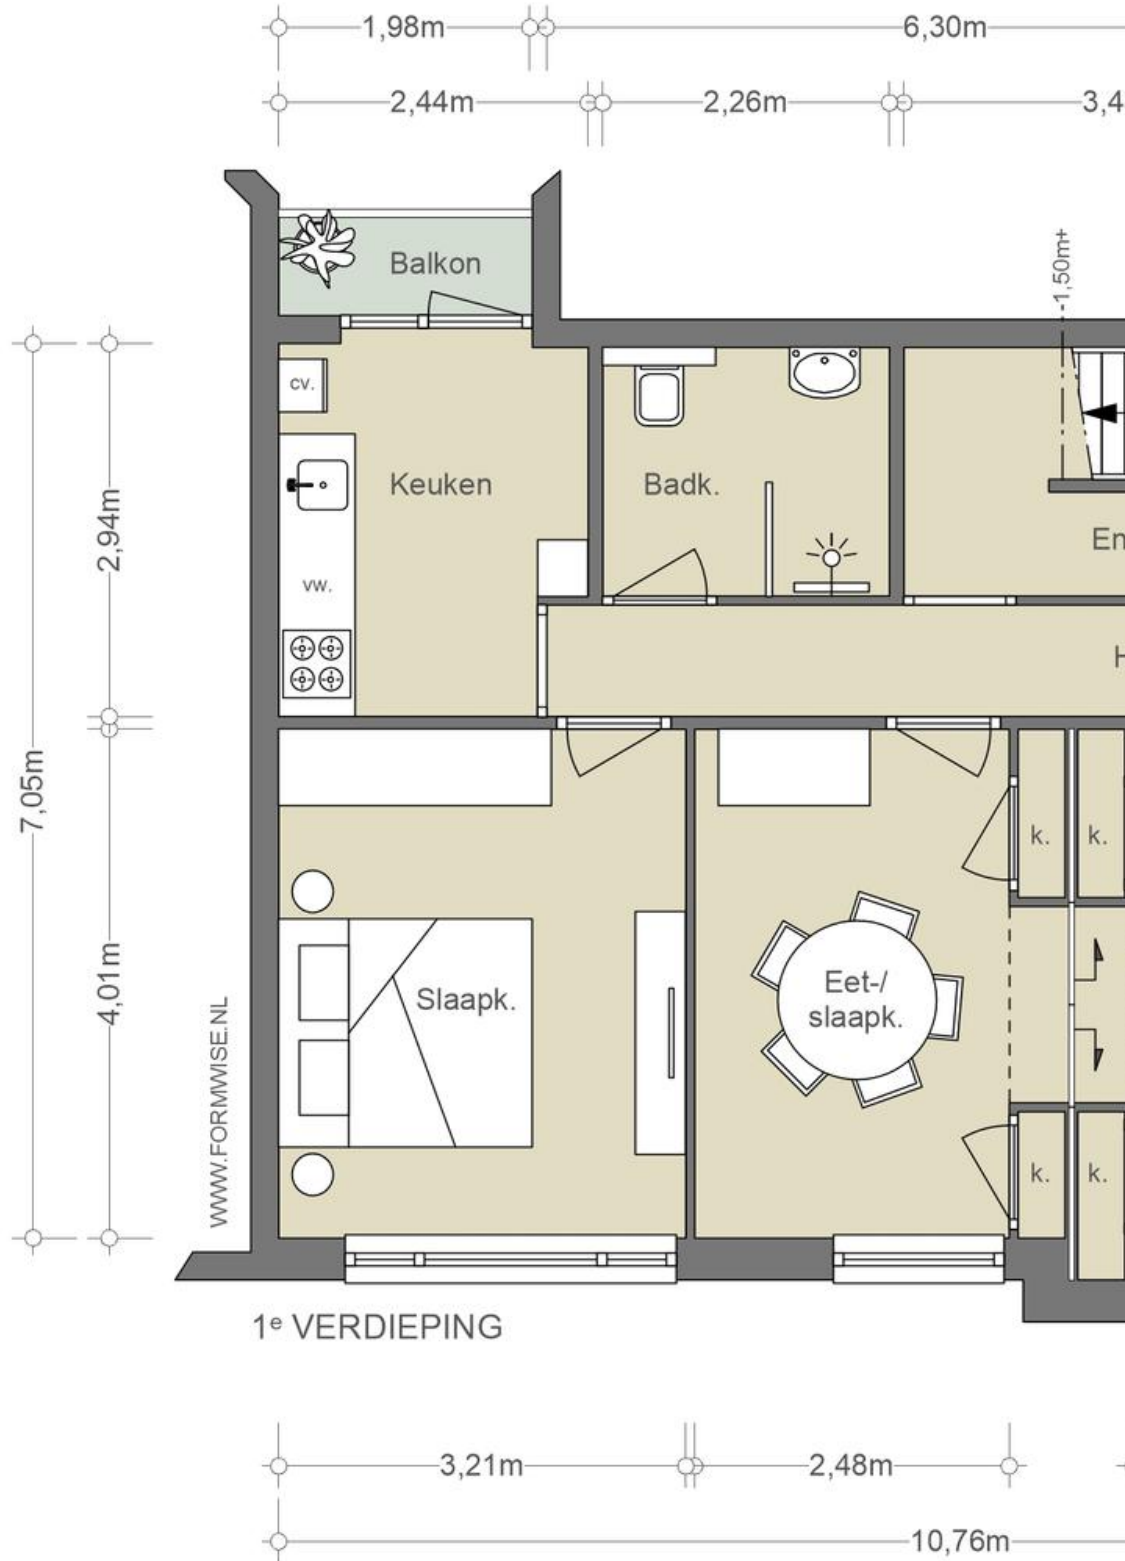 1,98m
6,30m
2,44m
2,26m
3,4
1,50m+
Balkon
cv.
Keuken
Badk.
En
vw.
H
2,94m
7,05m
4,01m
k.
k.
Slaapk.
Eet-/
slaapk.
k.
k.
WWW.FORMWISE.NL
1e VERDIEPING
3,21m
2,48m
10,76m